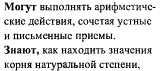 Могут выполнять арифметиче-
ские действия, сочетая устные
и письменные приемы.
Знают, как находить значения
корня натуральной степени,